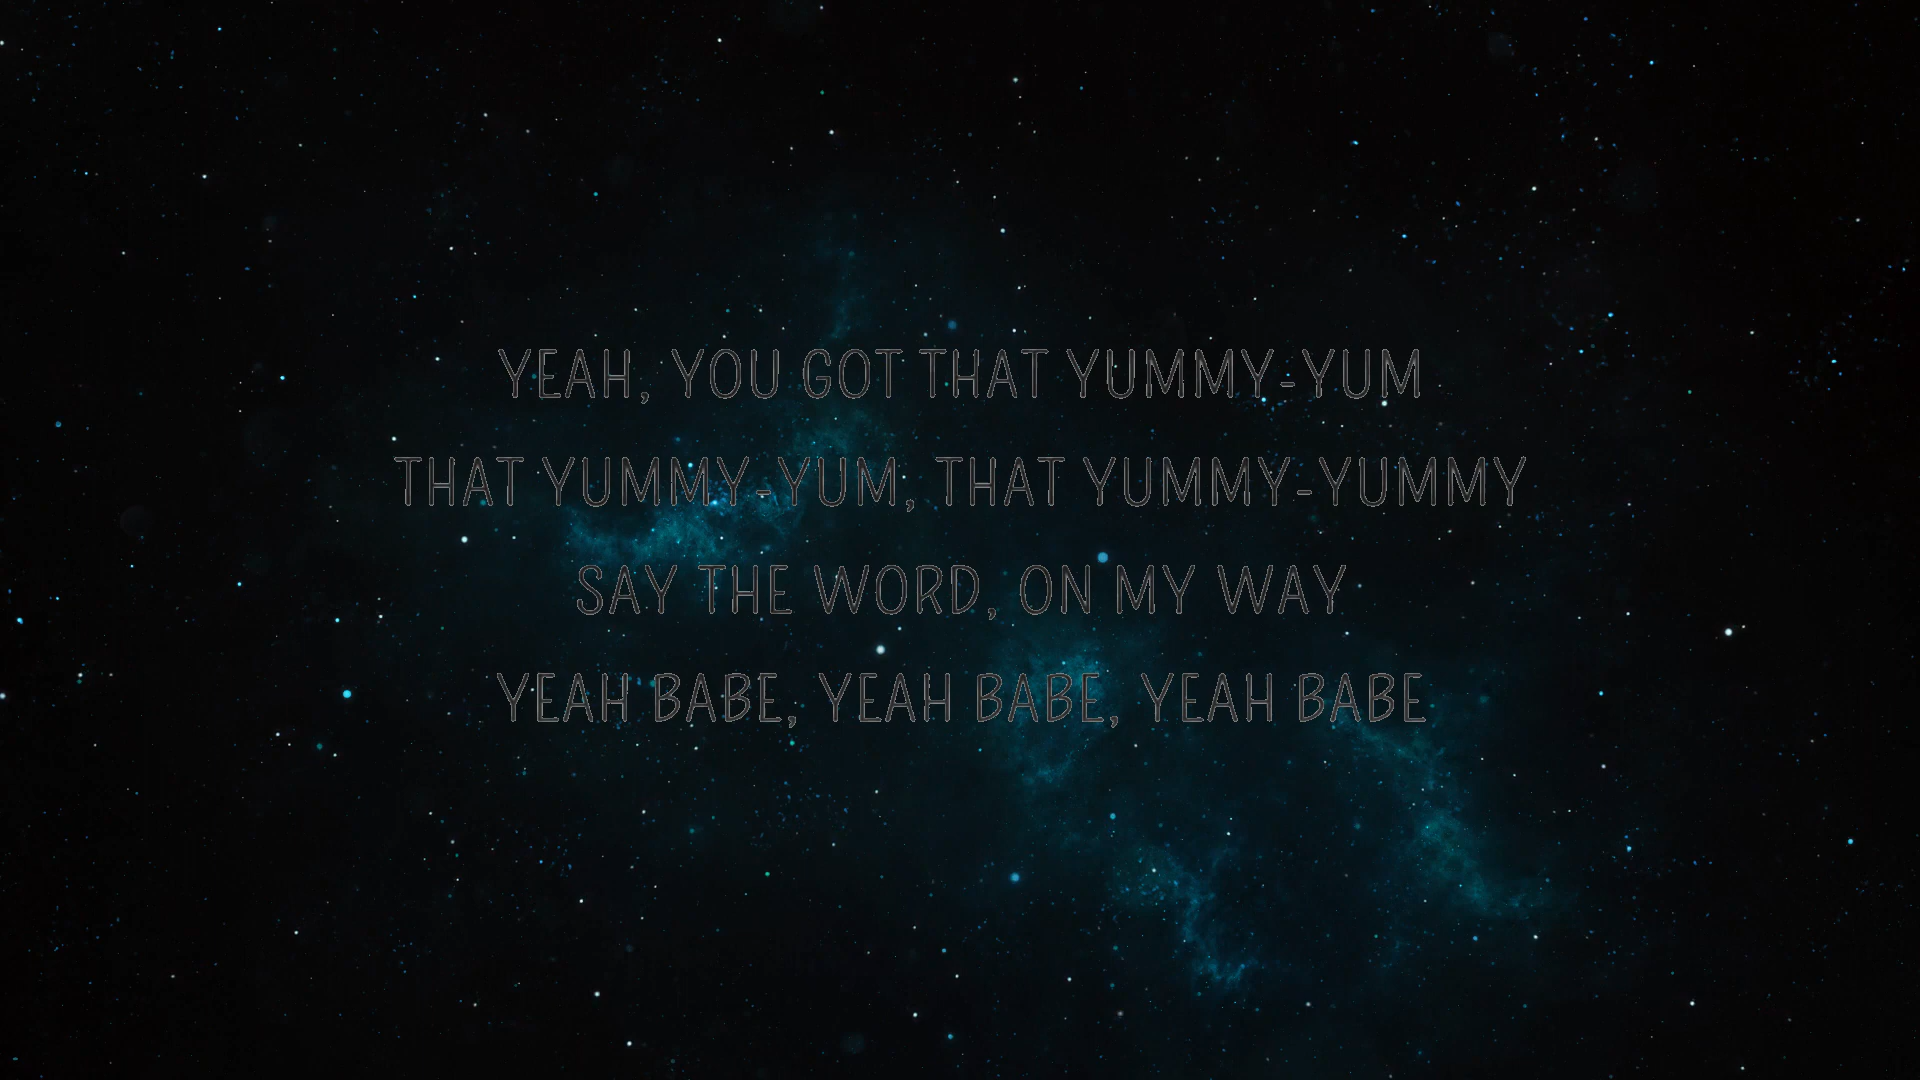 YEAH, YOU GOT THAT YUMMY-YUM
THAT YUMMY-YUM, THAT YUMMY-YUMMY
SAY THE WORD, ON MY WAY
YEAH BABE, YEAH BABE, YEAH BABE